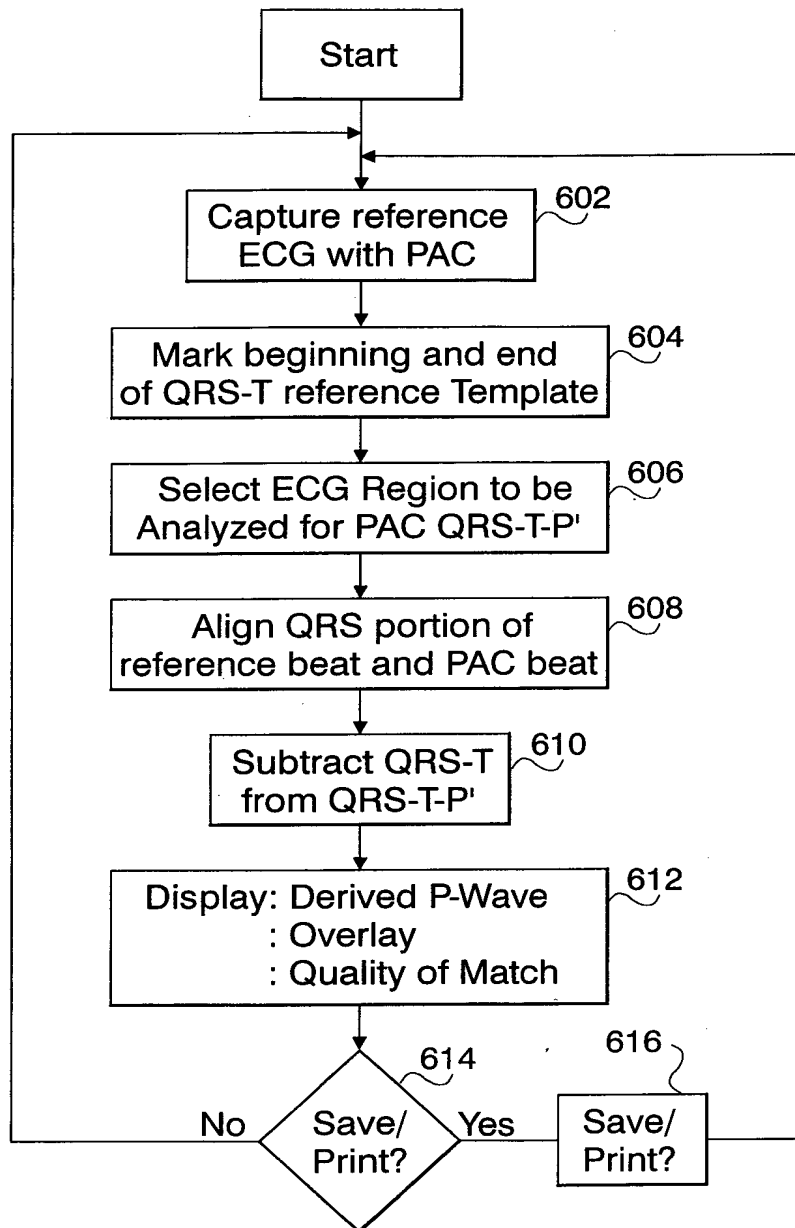 Start
Capture reference
ECG with PAC
602
Mark beginning and end
of QRS-T reference Template
604
Select ECG Region to be
Analyzed for PAC QRS-T-P'
606
Align QRS portion of
reference beat and PAC beat
608
Subtract QRS-T
from QRS-T-P'
610
Display: Derived P-Wave
: Overlay
: Quality of Match
612
614
No
Save/
Print?
Yes
616
Save/
Print?